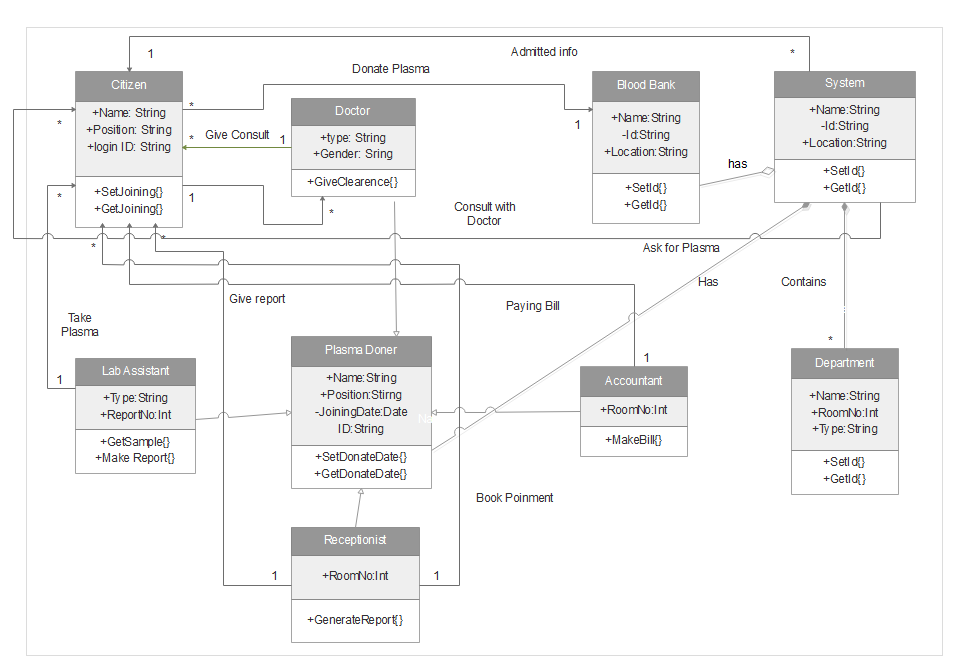 Admitted info
1
*
Donate Plasma
Citizen
+Name: String
+Position: String
+login ID: String
+SetJoining{}
+GetJoining{}
*
*
*
*
1
*
*
Give Consult
1
Doctor
+type: String
+Gender: Sring
+GiveClearence{}
*
1
Blood Bank
+Name:String
-Id:String
+Location:String
+SetId{}
+GetId{}
has
System
+Name:String
-Id:String
+Location:String
+SetId{}
+GetId{}
Consult with
Doctor
Ask for Plasma
Has
Contains
*
Give report
Paying Bill
Take
Plasma
1
Lab Assistant
+Type:String
+ReportNo:Int
+GetSample{}
+Make Report{}
Plasma Doner
+Name:String
+Position:Stirng
-JoiningDate:Date
ID:String
+SetDonateDate{}
+GetDonateDate{}
1
Accountant
+RoomNo:Int
+MakeBill{}
Department
+Name:String
+RoomNo:Int
+Type:String
+SetId{}
+GetId{}
Book Poinment
Receptionist
1
+RoomNo:Int
1
+GenerateReport{}